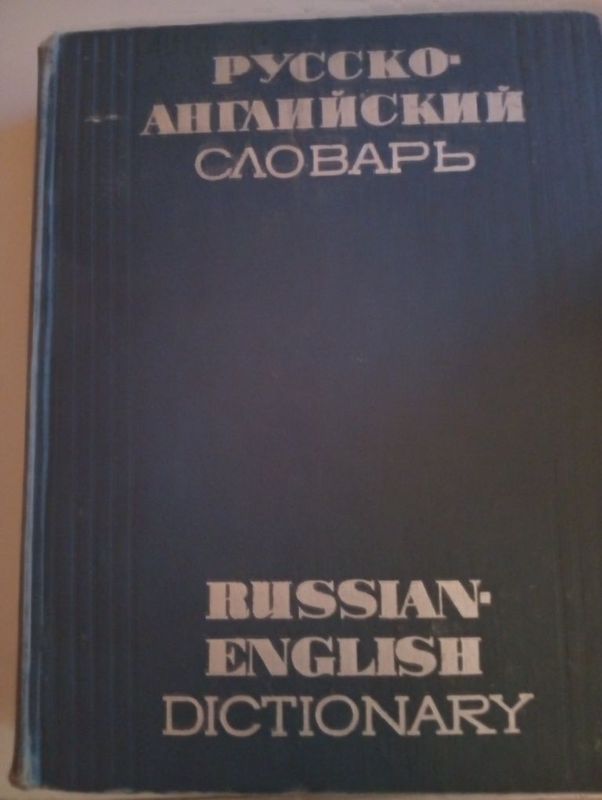 РУССКО-
АНГЛИЙСКИЙ
СЛОВАРЬ
RUSSIAN-
ENGLISH
DICTIONARY